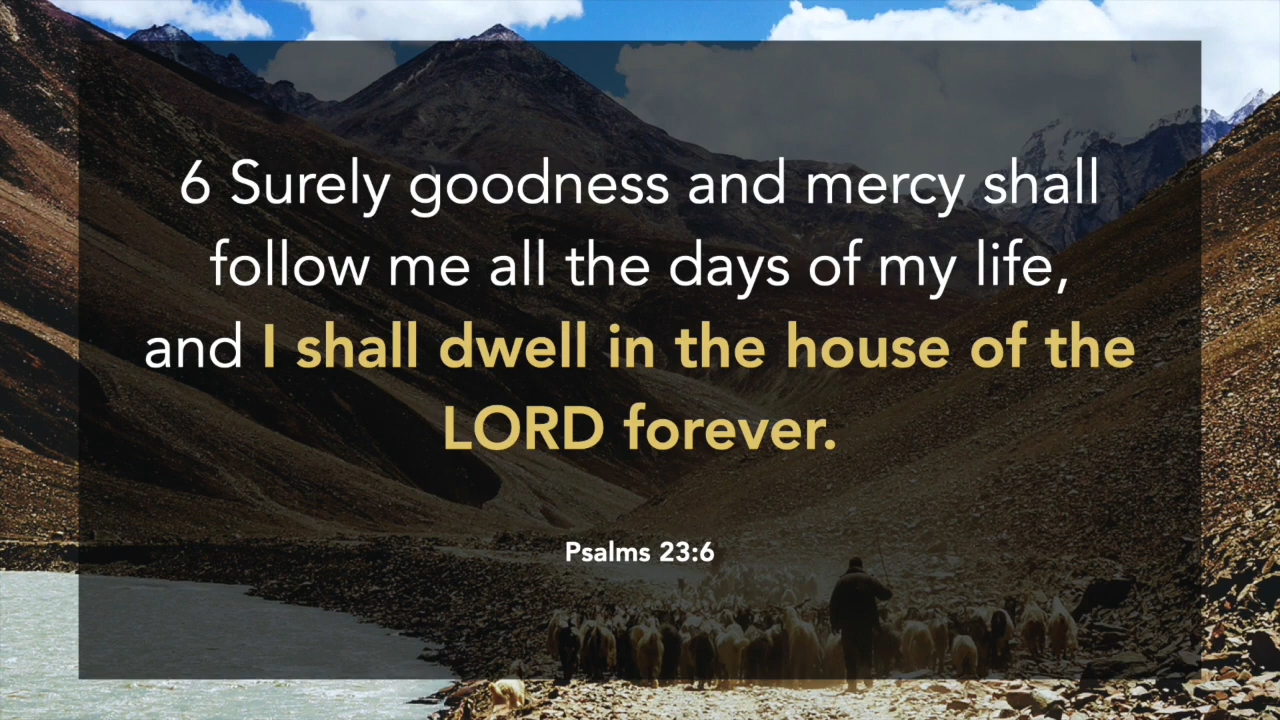 6 Surely goodness and mercy shall
follow me all the days of my life,
and I shall dwell in the house of the
LORD forever.
Psalms 23:6